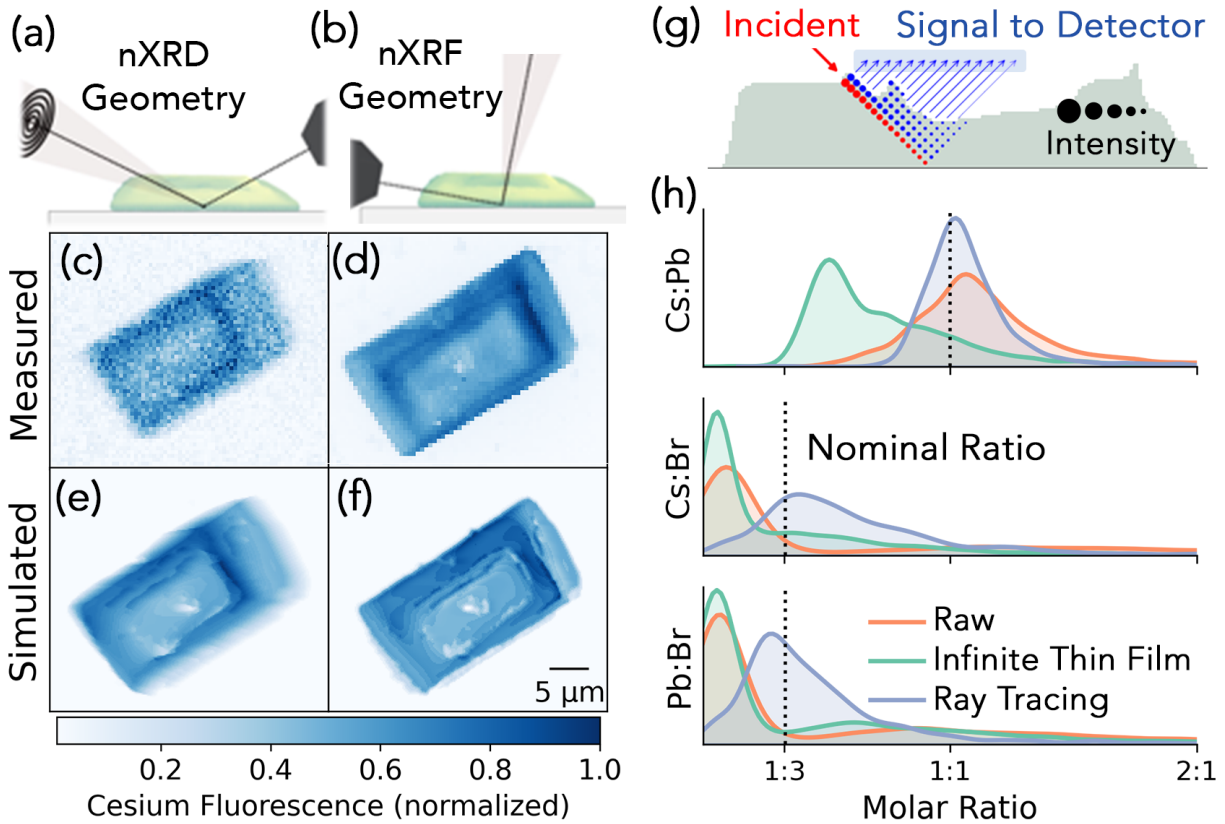 (a)
nXRD
Geometry
(b)
nXRF
Geometry
(c)
(d)
Measured
(e)
(f)
Simulated
5 μm
0.2 0.4 0.6 0.8 1.0
Cesium Fluorescence (normalized)
(g)
Incident
Signal to Detector
Intensity
(h)
Cs:Pb
Cs:Br
Nominal Ratio
Pb:Br
Raw
Infinite Thin Film
Ray Tracing
1:3 1:1 2:1
Molar Ratio